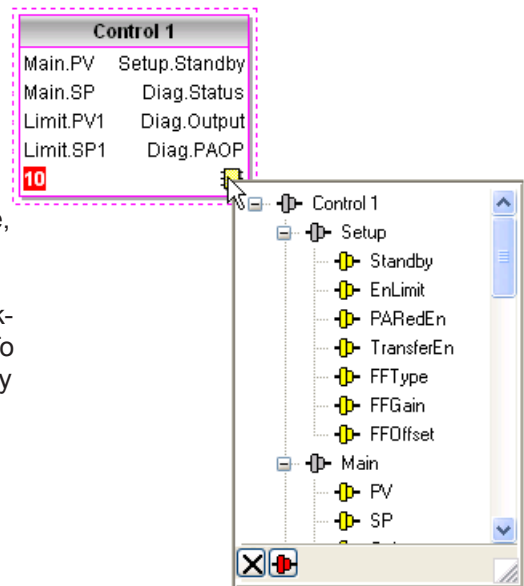 Control 1
Main.PV Setup.Standby
Main.SP Diag.Status
Limit.PV1 Diag.Output
Limit.SP1 Diag.PAOP
10
Control 1
Setup
Standby
EnLimit
PARedEn
TransferEn
FFType
FFGain
FFOffset
Main
PV
SP